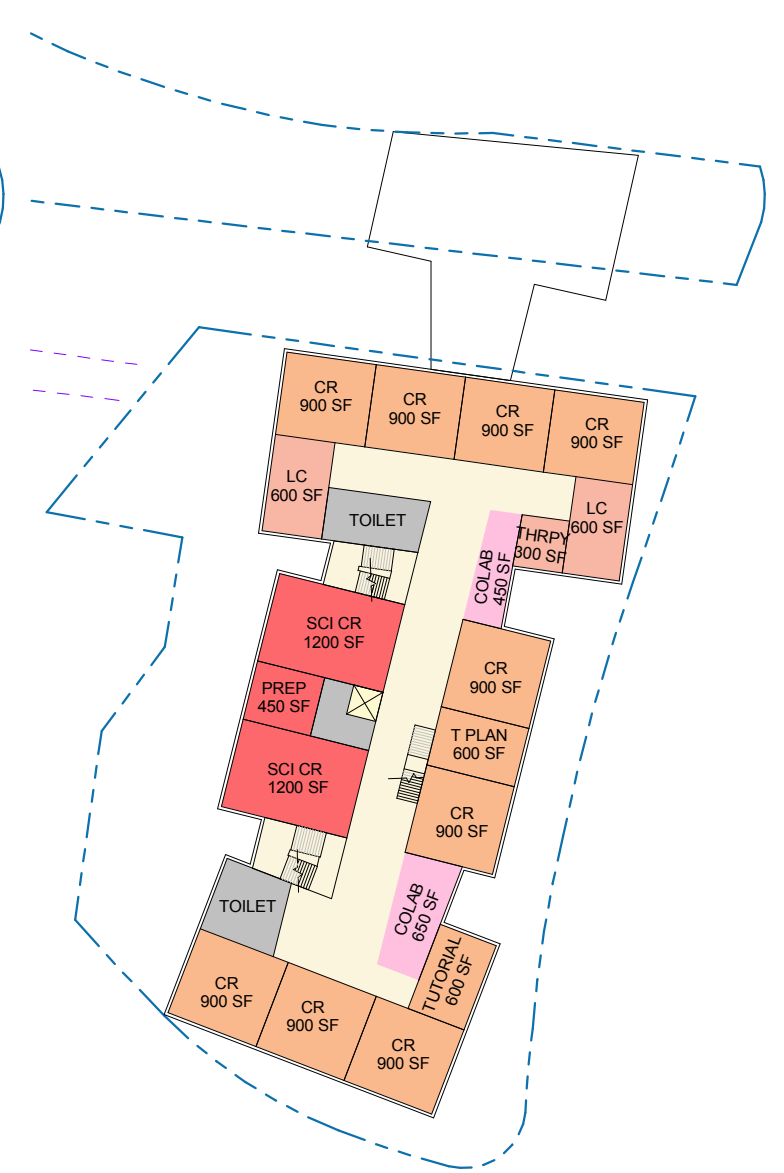 CR
900 SF
CR
900 SF
CR
900 SF
CR
900 SF
LC
600 SF
TOILET
COLAB
450 SF
THRPY
300 SF
LC
600 SF
SCI CR
1200 SF
CR
900 SF
PREP
450 SF
T PLAN
600 SF
SCI CR
1200 SF
CR
900 SF
TOILET
COLAB
650 SF
TUTORIAL
600 SF
CR
900 SF
CR
900 SF
CR
900 SF